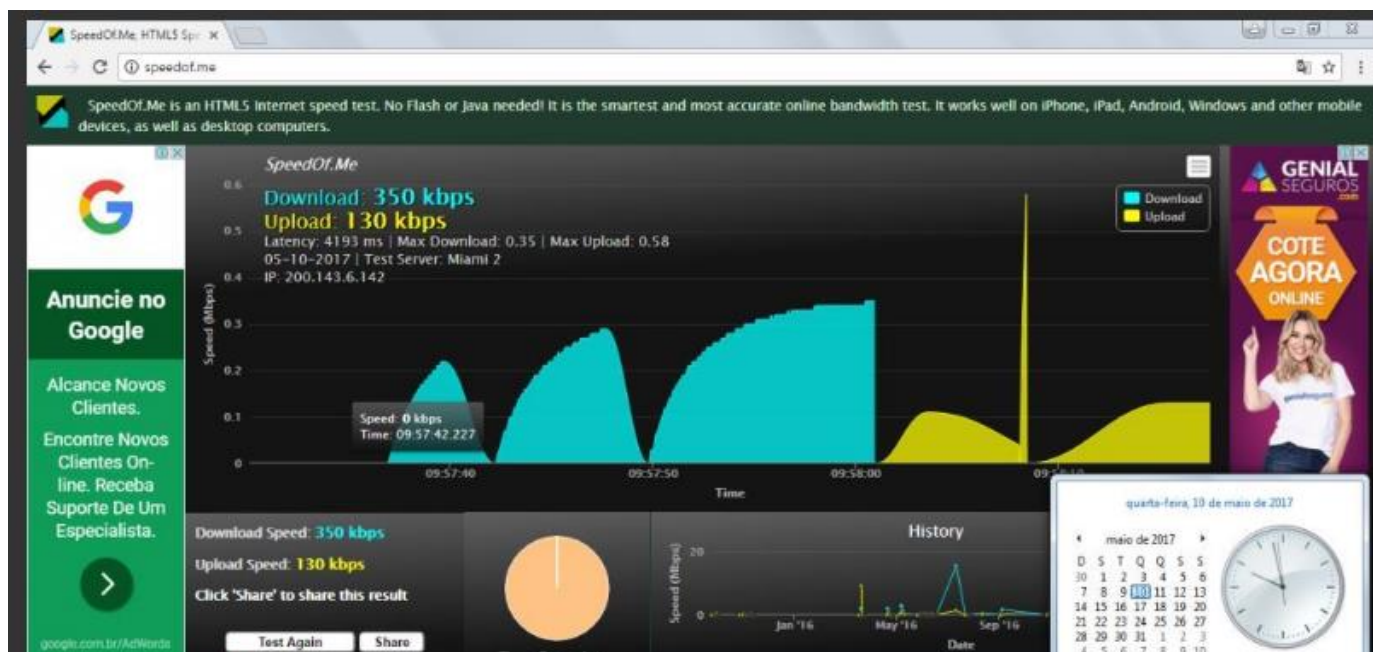 SpeedOf.Me, HTML5 Spe
speedof.me
SpeedOf.Me is an HTML5 Internet speed test. No Flash or Java needed! It is the smartest and most accurate online bandwidth test. It works well on iPhone, iPad, Android, Windows and other mobile
devices, as well as desktop computers.
Anuncie no
Google
Alcance Novos
Clientes.
Encontre Novos
Clientes On-
line. Receba
Suporte De Um
Especialista.
google.com.br/AdWords
SpeedOf.Me
Download: 350 kbps
Upload: 130 kbps
Latency: 4193 ms | Max Download: 0.35 | Max Upload: 0.58
05-10-2017 | Test Server: Miami 2
IP: 200.143.6.142
Download
Upload
Speed (Mbps)
0.6
0.5
0.4
0.3
0.2
0.1
0
Speed: 0 kbps
Time: 09:57:42.227
09:57:40 09:57:50 09:58:00
Time
GENIAL
SEGUROS
.com
COTE
AGORA
ONLINE
Download Speed: 350 kbps
Upload Speed: 130 kbps
Click 'Share' to share this result
Test Again Share
History
Speed (Mbps)
20
0
Jan '16 May '16 Sep '16
Date
quarta-feira, 10 de maio de 2017
maio de 2017
D S T Q Q S S
30 1 2 3 4 5 6
7 8 9 10 11 12 13
14 15 16 17 18 19 20
21 22 23 24 25 26 27
28 29 30 31 1 2 3
4 5 6 7 8 9 10